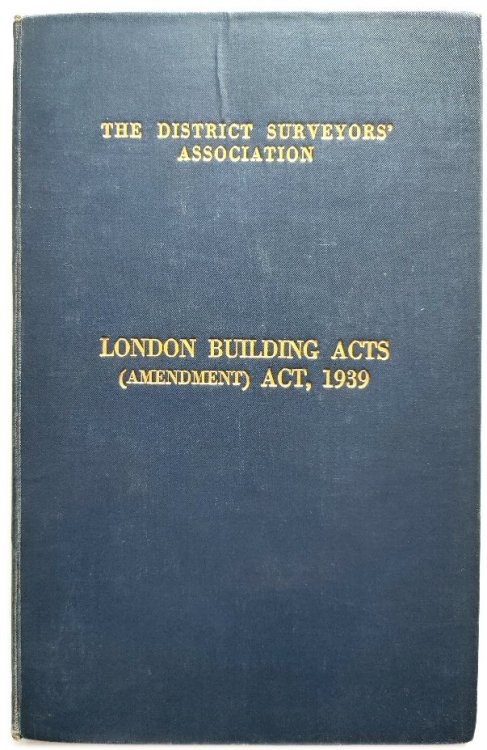 THE DISTRICT SURVEYORS'
ASSOCIATION
LONDON BUILDING ACTS
(AMENDMENT) ACT, 1939